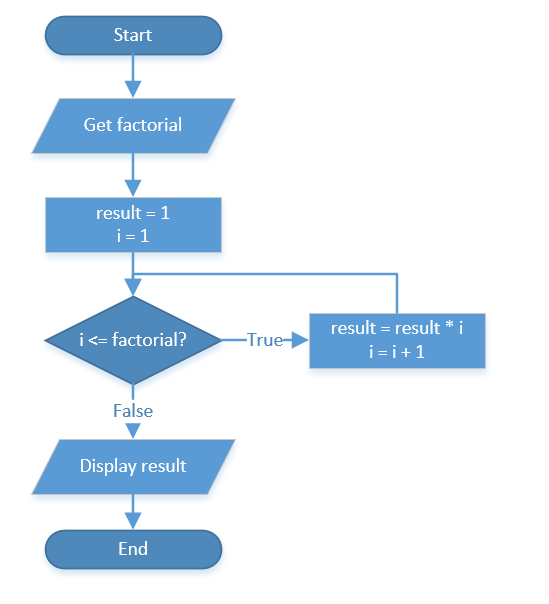 Start
Get factorial
result = 1
i = 1
i <= factorial?
True
result = result * i
i = i + 1
False
Display result
End